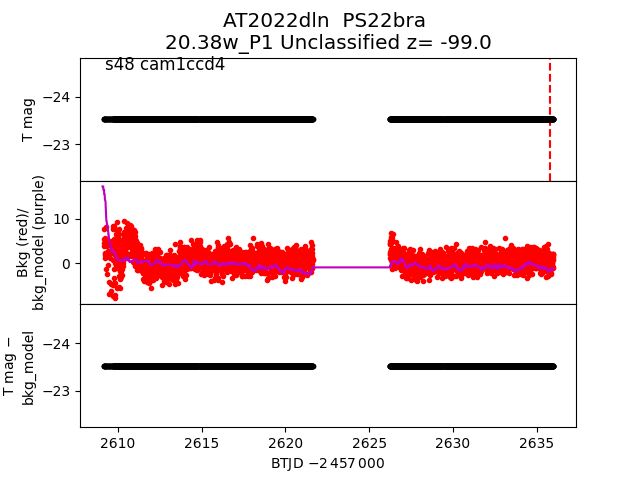 AT2022dln  PS22bra
20.38w_P1 Unclassified z= -99.0
s48 cam1ccd4
T mag
−24
−23
Bkg (red)/
bkg_model (purple)
10
0
T mag −
bkg_model
−24
−23
2610 2615 2620 2625 2630 2635
BTJD −2 457 000